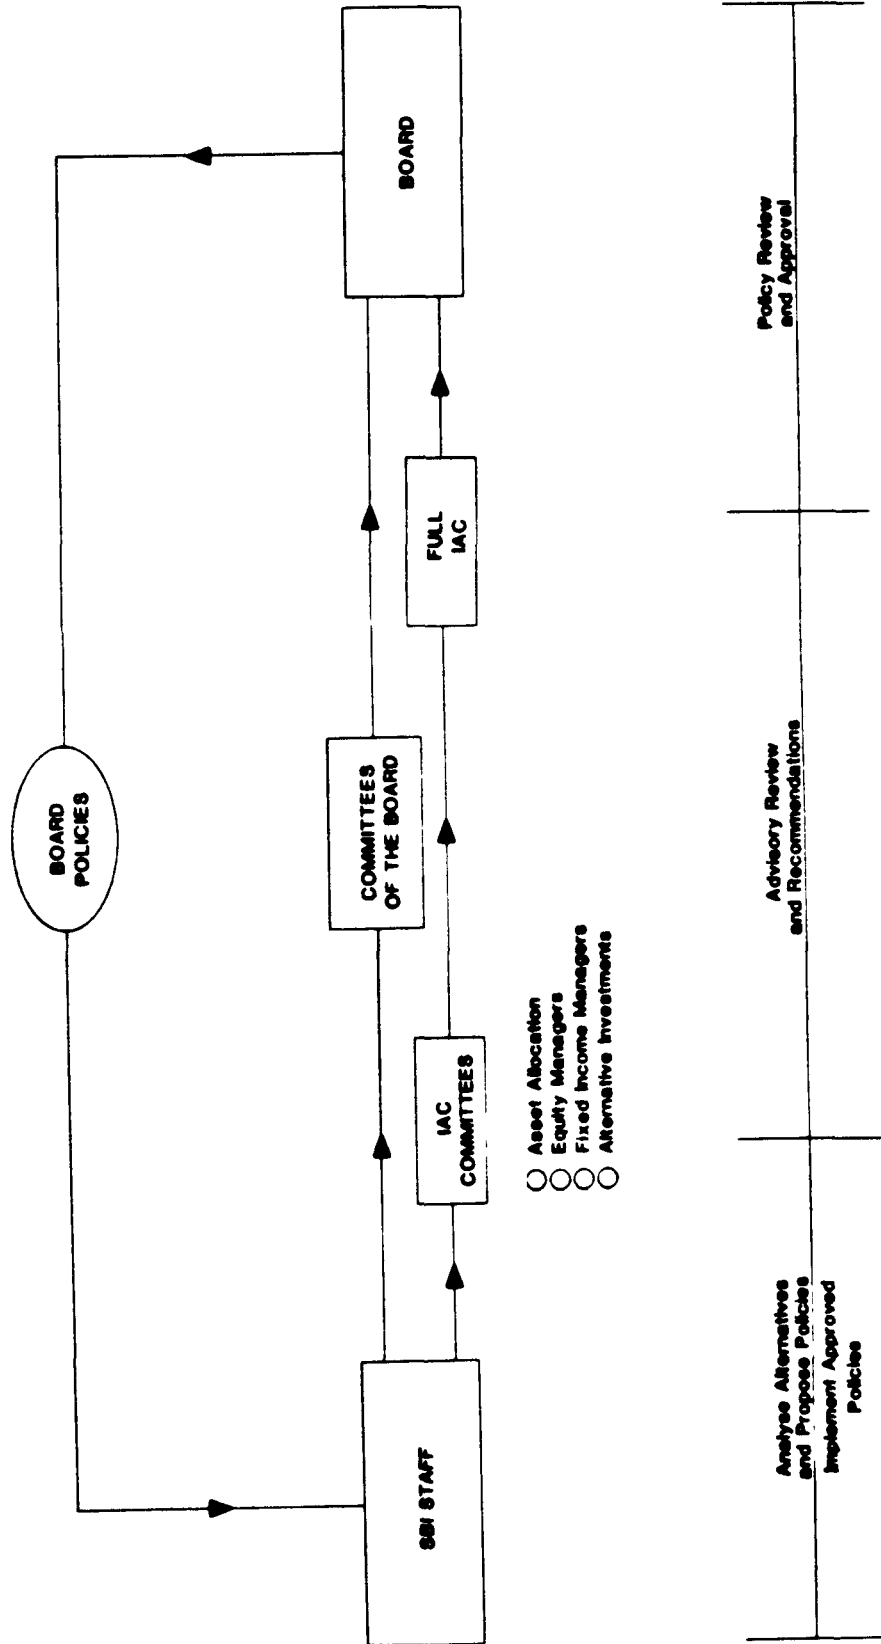 BOARD
POLICIES
SBI STAFF
COMMITTEES
OF THE BOARD
BOARD
IAC
COMMITTEES
FULL
IAC
Asset Allocation
Equity Managers
Fixed Income Managers
Alternative Investments
Analyse Alternatives
and Propose Policies
Implement Approved
Policies
Advisory Review
and Recommendations
Policy Review
and Approval